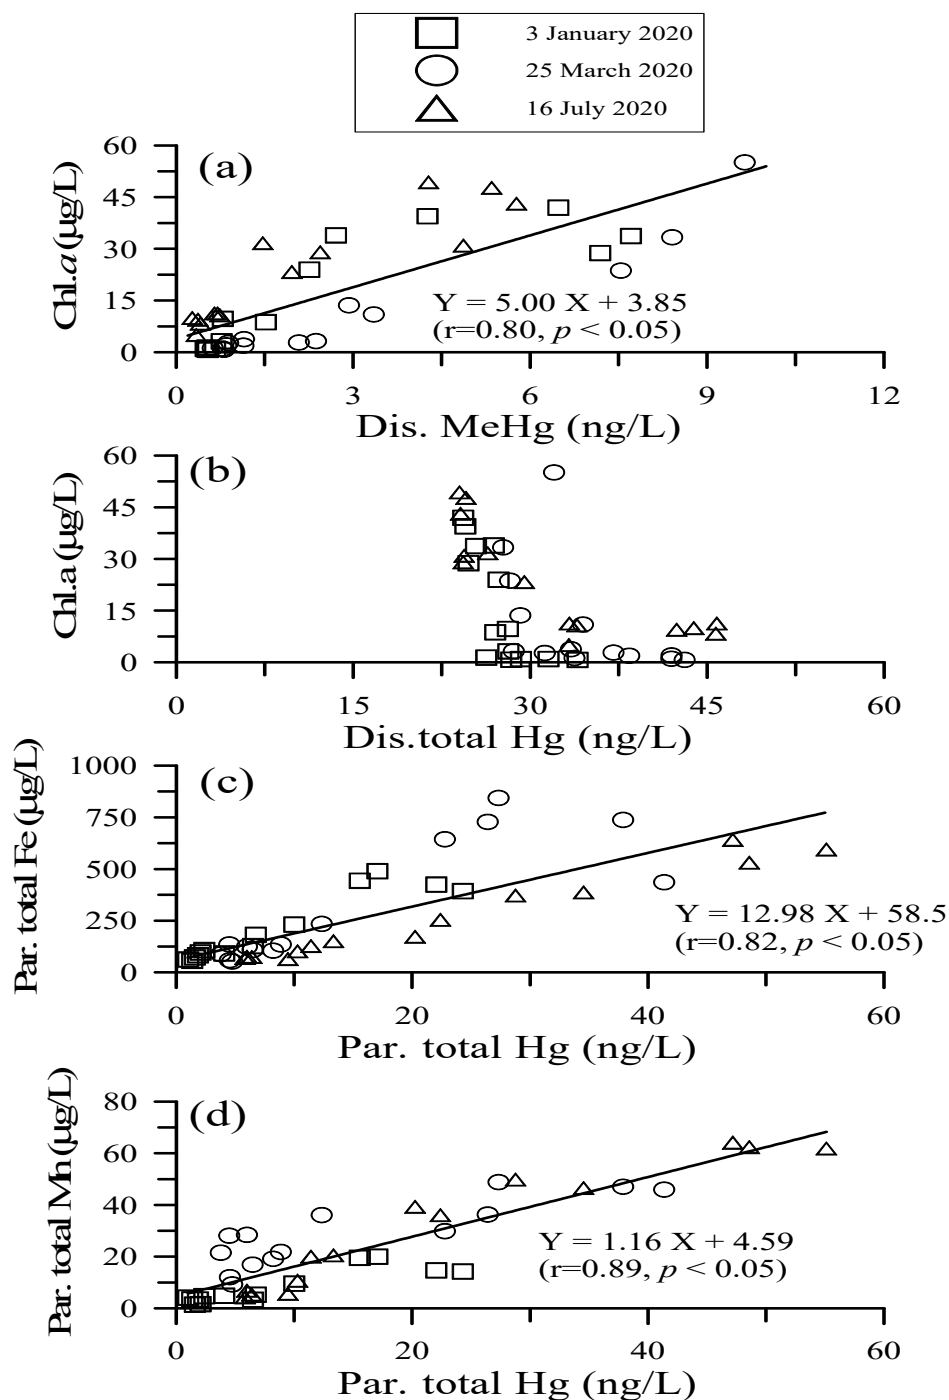 3 January 2020
25 March 2020
16 July 2020
(a)
Chl.a (µg/L)
60
45
30
15
0
Y = 5.00 X + 3.85
(r=0.80, p < 0.05)
0 3 6 9 12
Dis. MeHg (ng/L)
(b)
Chl.a (µg/L)
60
45
30
15
0
0 15 30 45 60
Dis.total Hg (ng/L)
(c)
Par. total Fe (µg/L)
1000
750
500
250
0
Y = 12.98 X + 58.5
(r=0.82, p < 0.05)
0 20 40 60
Par. total Hg (ng/L)
(d)
Par. total Mn (µg/L)
80
60
40
20
0
Y = 1.16 X + 4.59
(r=0.89, p < 0.05)
0 20 40 60
Par. total Hg (ng/L)